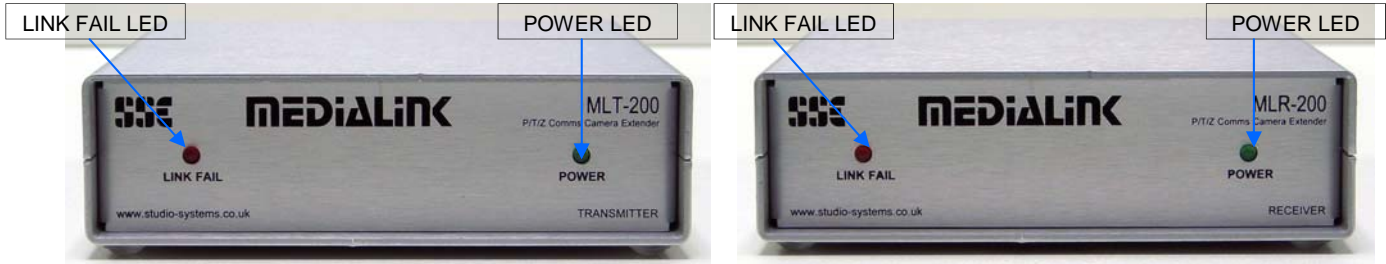 LINK FAIL LED
POWER LED
SSE
MEDiALiNK
MLT-200
P/T/Z Comms Camera Extender
LINK FAIL
POWER
www.studio-systems.co.uk
TRANSMITTER
LINK FAIL LED
POWER LED
SSE
MEDiALiNK
MLR-200
P/T/Z Comms Camera Extender
LINK FAIL
POWER
www.studio-systems.co.uk
RECEIVER